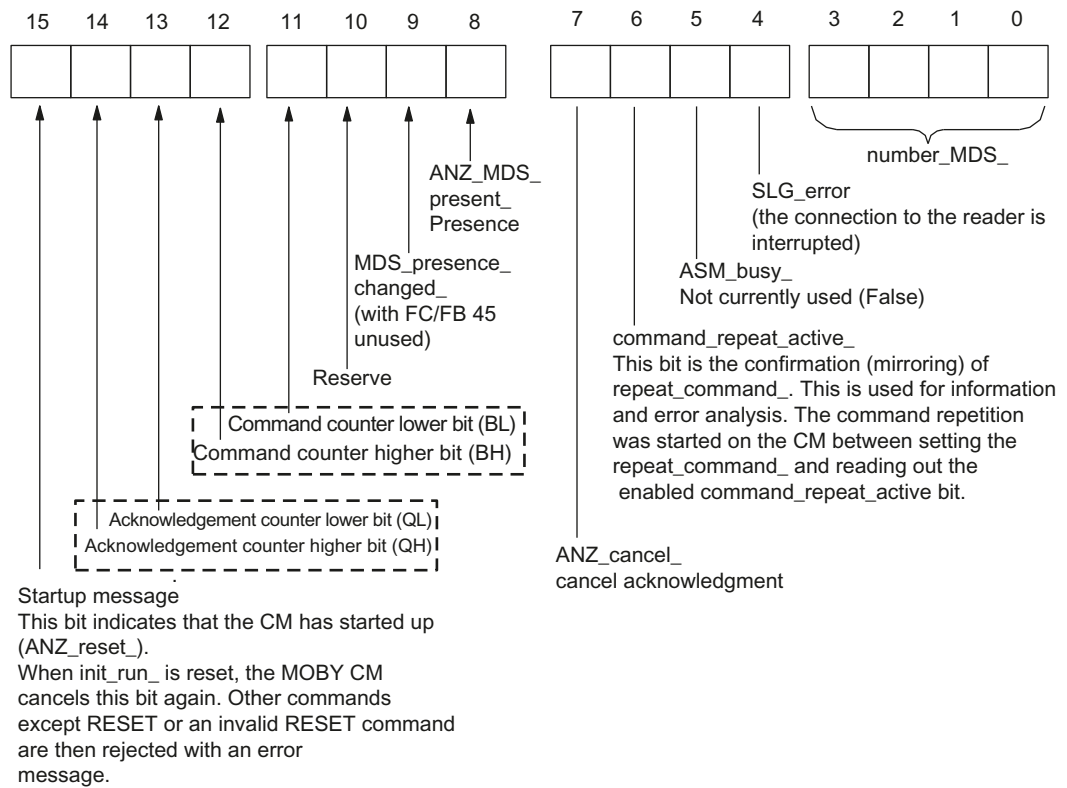 15 14 13 12 11 10 9 8 7 6 5 4 3 2 1 0
number_MDS_
ANZ_MDS_
present_
Presence
SLG_error
(the connection to the reader is
interrupted)
MDS_presence_
changed_
(with FC/FB 45
unused)
ASM_busy_
Not currently used (False)
command_repeat_active_
This bit is the confirmation (mirroring) of
repeat_command_. This is used for information
and error analysis. The command repetition
was started on the CM between setting the
repeat_command_ and reading out the
enabled command_repeat_active bit.
Reserve
Command counter lower bit (BL)
Command counter higher bit (BH)
Acknowledgement counter lower bit (QL)
Acknowledgement counter higher bit (QH)
ANZ_cancel_
cancel acknowledgment
Startup message
This bit indicates that the CM has started up
(ANZ_reset_).
When init_run_ is reset, the MOBY CM
cancels this bit again. Other commands
except RESET or an invalid RESET command
are then rejected with an error
message.